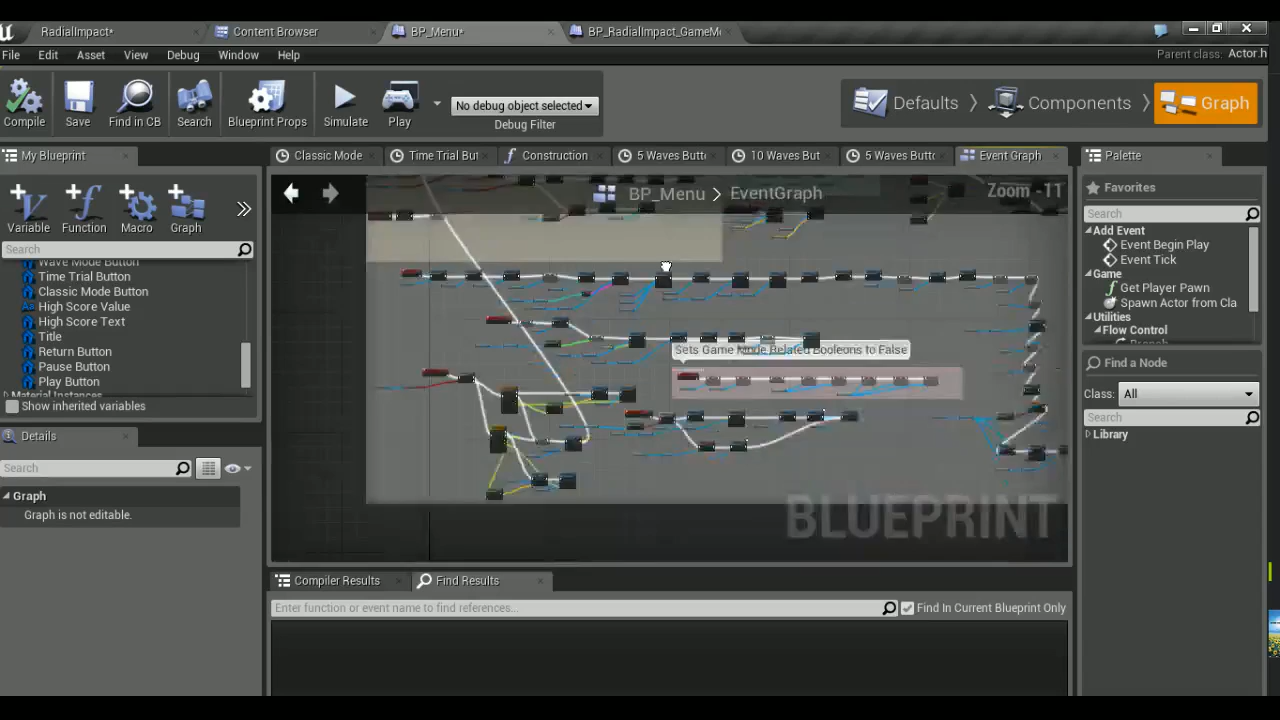 RadialImpact*
Content Browser
BP_Menu*
BP_RadialImpact_GameMo
File Edit Asset View Debug Window Help
Parent class: Actor.h
Compile
Save
Find in CB
Search
Blueprint Props
Simulate
Play
No debug object selected
Debug Filter
Defaults
Components
Graph
My Blueprint
Classic Mode
Time Trial But
Construction
5 Waves Butt
10 Waves But
5 Waves Butt
Event Graph
Palette
Variable
Function
Macro
Graph
BP_Menu > EventGraph
Zoom -11
Favorites
Search
Search
Add Event
Event Begin Play
Event Tick
Game
Get Player Pawn
Spawn Actor from Cla
Utilities
Flow Control
Wave Mode Button
Time Trial Button
Classic Mode Button
High Score Value
High Score Text
Title
Return Button
Pause Button
Play Button
Material Instances
Show inherited variables
Sets Game Mode Related Booleans to False
Find a Node
Class: All
Search
Library
Details
Search
Graph
Graph is not editable.
BLUEPRINT
Compiler Results
Find Results
Enter function or event name to find references...
Find In Current Blueprint Only